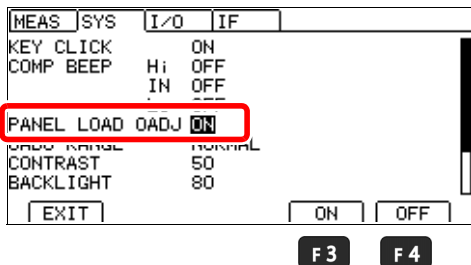 MEAS SYS I/O IF
KEY CLICK ON
COMP BEEP Hi OFF
IN OFF
PANEL LOAD 0ADJ ON
NORMAL
CONTRAST 50
BACKLIGHT 80
EXIT ON OFF
F3 F4